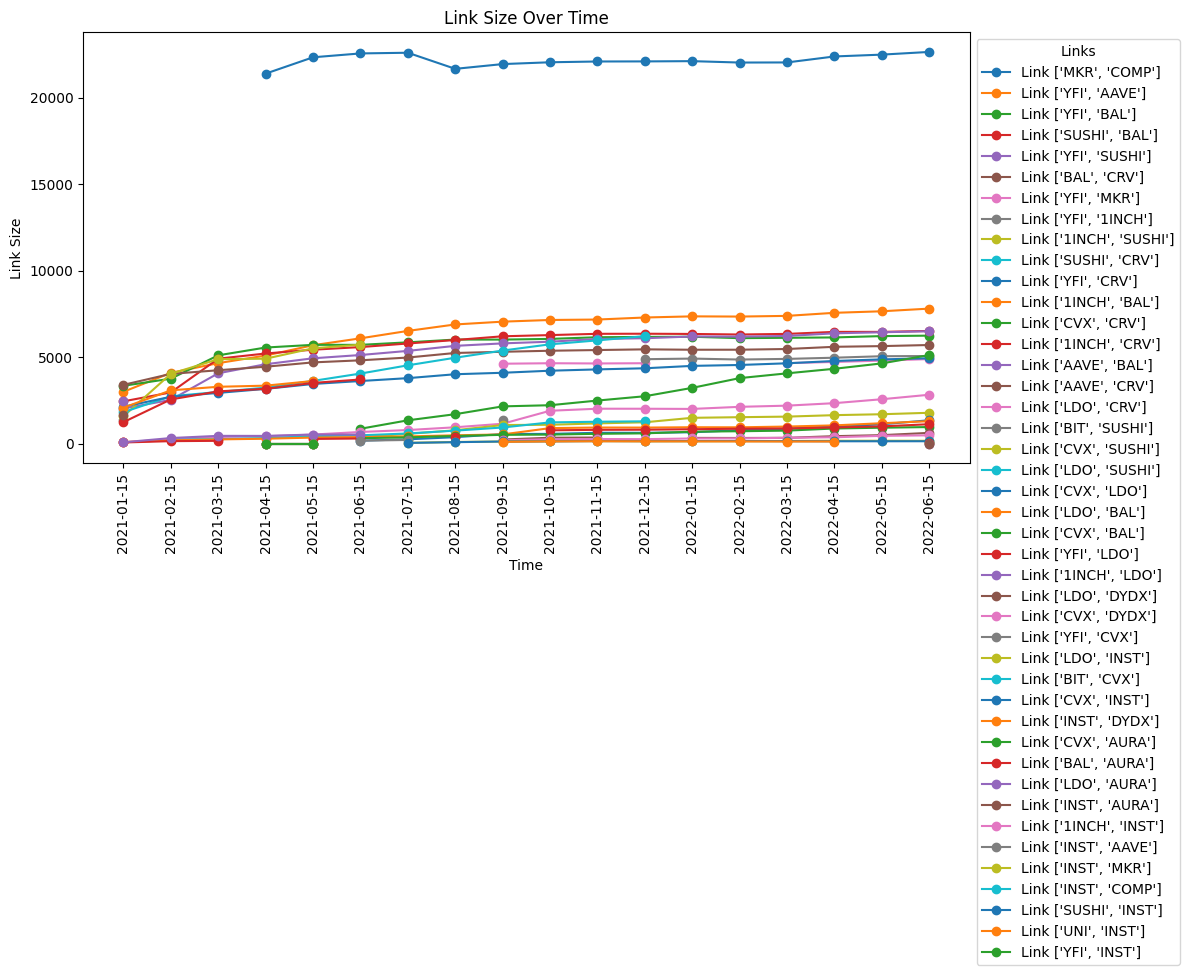 Link Size Over Time
Link Size
20000
15000
10000
5000
0
2021-01-15
2021-02-15
2021-03-15
2021-04-15
2021-05-15
2021-06-15
2021-07-15
2021-08-15
2021-09-15
2021-10-15
2021-11-15
2021-12-15
2022-01-15
2022-02-15
2022-03-15
2022-04-15
2022-05-15
2022-06-15
Time
Links
Link ['MKR', 'COMP']
Link ['YFI', 'AAVE']
Link ['YFI', 'BAL']
Link ['SUSHI', 'BAL']
Link ['YFI', 'SUSHI']
Link ['BAL', 'CRV']
Link ['YFI', 'MKR']
Link ['YFI', '1INCH']
Link ['1INCH', 'SUSHI']
Link ['SUSHI', 'CRV']
Link ['YFI', 'CRV']
Link ['1INCH', 'BAL']
Link ['CVX', 'CRV']
Link ['1INCH', 'CRV']
Link ['AAVE', 'BAL']
Link ['AAVE', 'CRV']
Link ['LDO', 'CRV']
Link ['BIT', 'SUSHI']
Link ['CVX', 'SUSHI']
Link ['LDO', 'SUSHI']
Link ['CVX', 'LDO']
Link ['LDO', 'BAL']
Link ['CVX', 'BAL']
Link ['YFI', 'LDO']
Link ['1INCH', 'LDO']
Link ['LDO', 'DYDX']
Link ['CVX', 'DYDX']
Link ['YFI', 'CVX']
Link ['LDO', 'INST']
Link ['BIT', 'CVX']
Link ['CVX', 'INST']
Link ['INST', 'DYDX']
Link ['CVX', 'AURA']
Link ['BAL', 'AURA']
Link ['LDO', 'AURA']
Link ['INST', 'AURA']
Link ['1INCH', 'INST']
Link ['INST', 'AAVE']
Link ['INST', 'MKR']
Link ['INST', 'COMP']
Link ['SUSHI', 'INST']
Link ['UNI', 'INST']
Link ['YFI', 'INST']